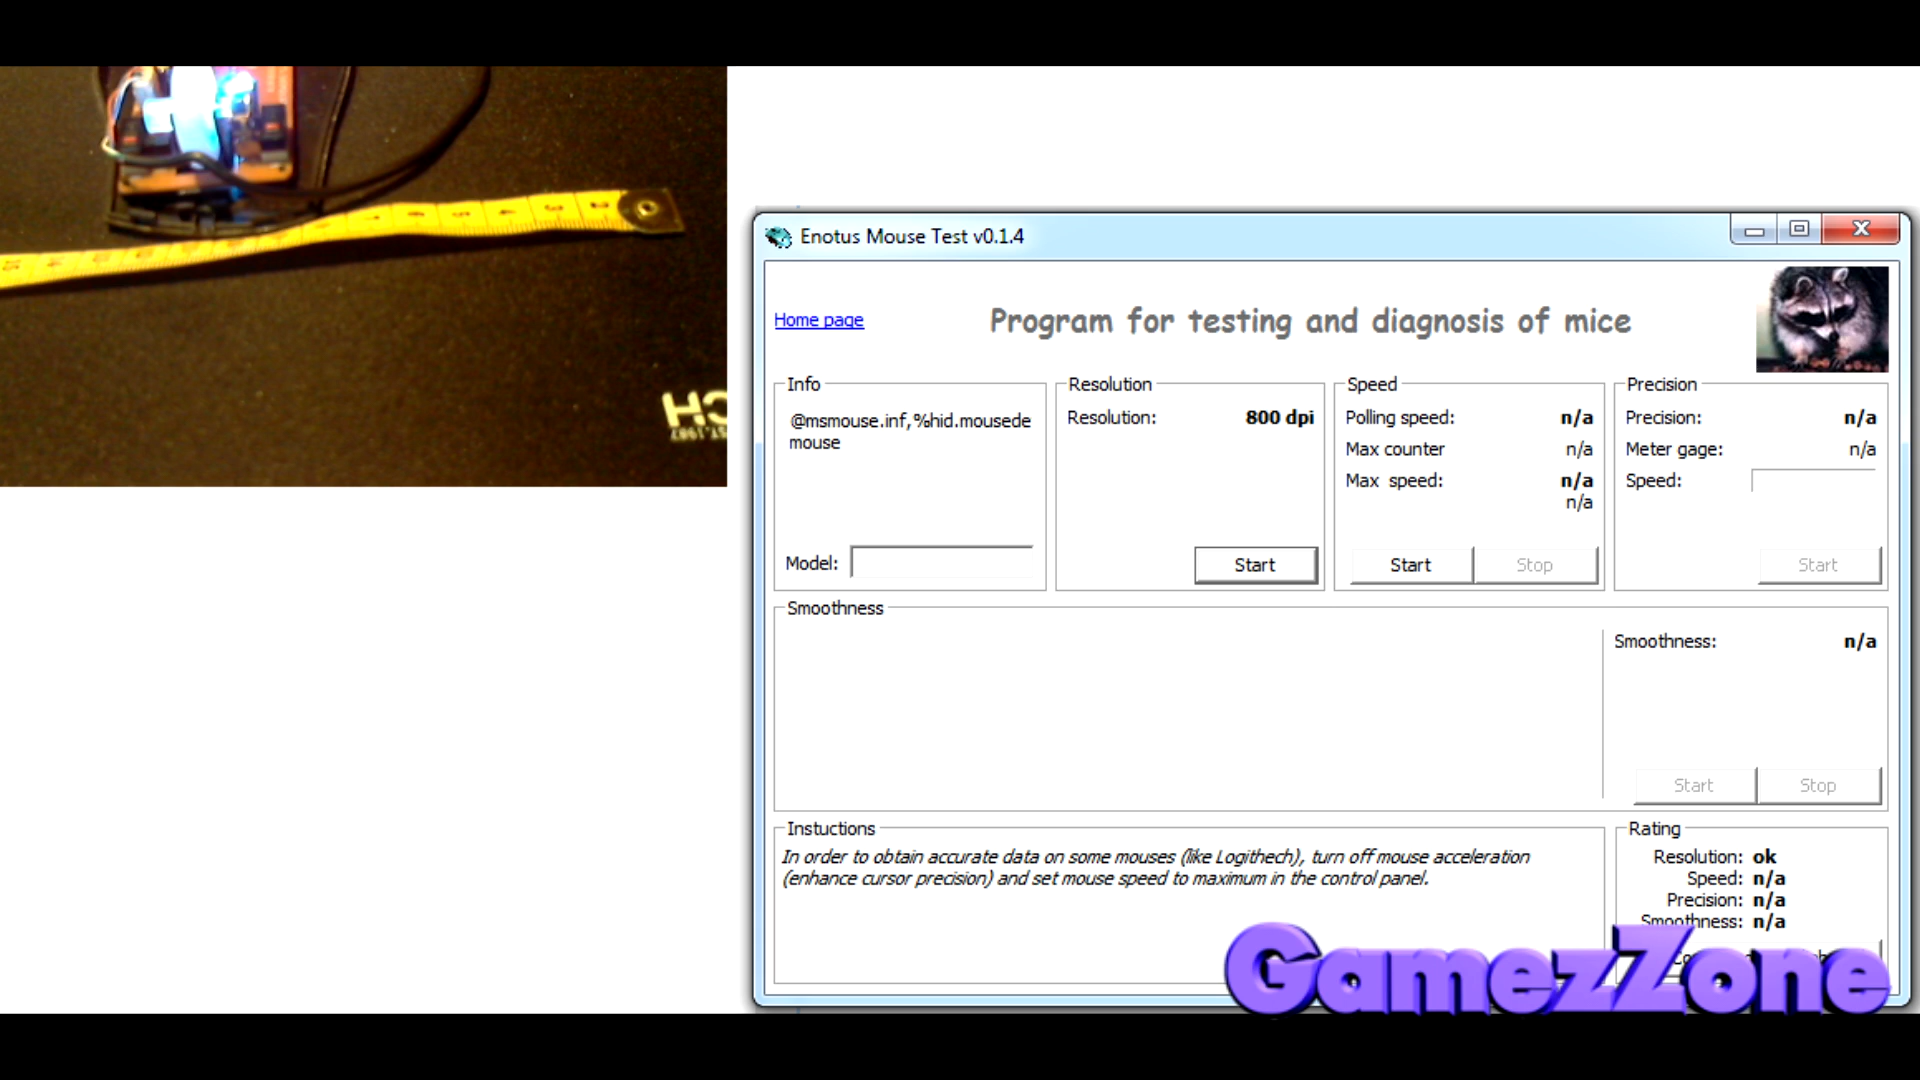 Enotus Mouse Test v0.1.4
Home page
Program for testing and diagnosis of mice
Info
@msmouse.inf,%hid.mousede
mouse
Model:
Resolution
Resolution: 800 dpi
Start
Speed
Polling speed: n/a
Max counter n/a
Max speed: n/a
n/a
Start Stop
Precision
Precision: n/a
Meter gage: n/a
Speed:
Start
Smoothness
Smoothness: n/a
Start Stop
Instuctions
In order to obtain accurate data on some mouses (like Logithech), turn off mouse acceleration
(enhance cursor precision) and set mouse speed to maximum in the control panel.
Rating
Resolution: ok
Speed: n/a
Precision: n/a
Smoothness: n/a
GamezZone